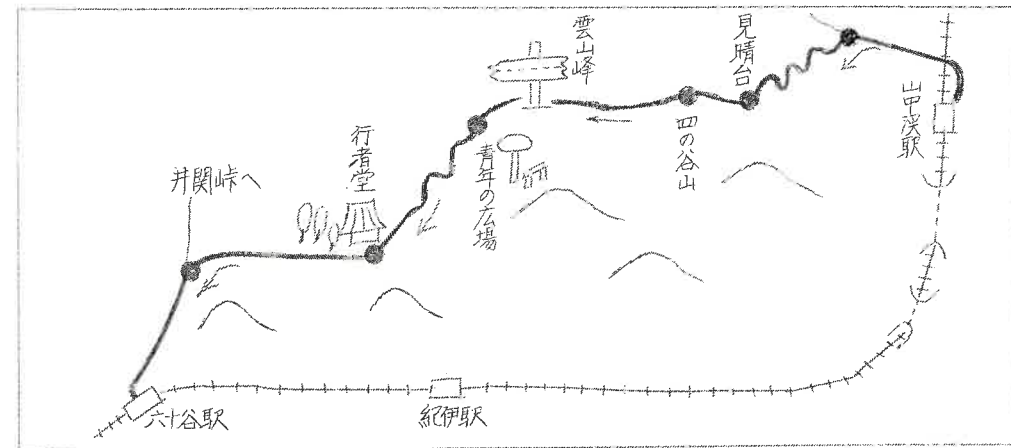 雲山峰
見晴台
山中渓駅
四の谷山
青年の広場
行者堂
井関峠へ
六十谷駅
紀伊駅